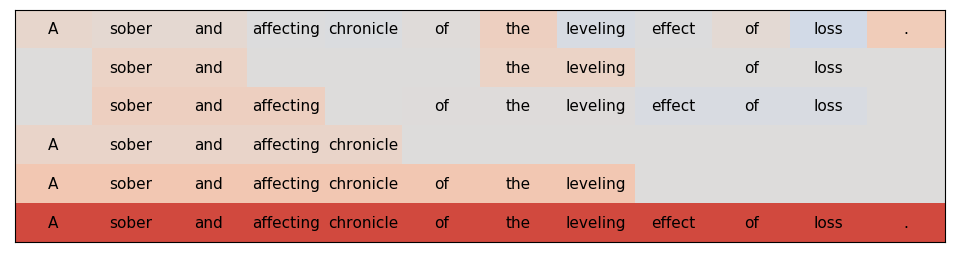 A sober and affecting chronicle of the leveling effect of loss .
sober and the leveling of loss
sober and affecting of the leveling effect of loss
A sober and affecting chronicle
A sober and affecting chronicle of the leveling
A sober and affecting chronicle of the leveling effect of loss .